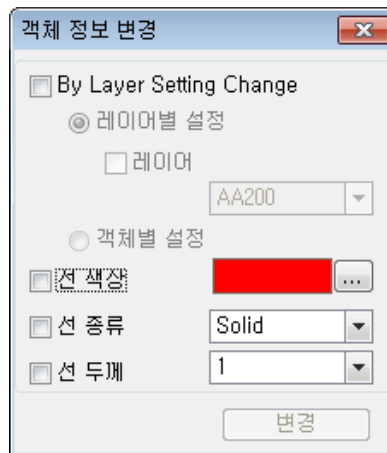 객체 정보 변경
By Layer Setting Change
레이어별 설정
레이어
AA200
객체별 설정
선 색상
...
선 종류
Solid
선 두께
1
변경